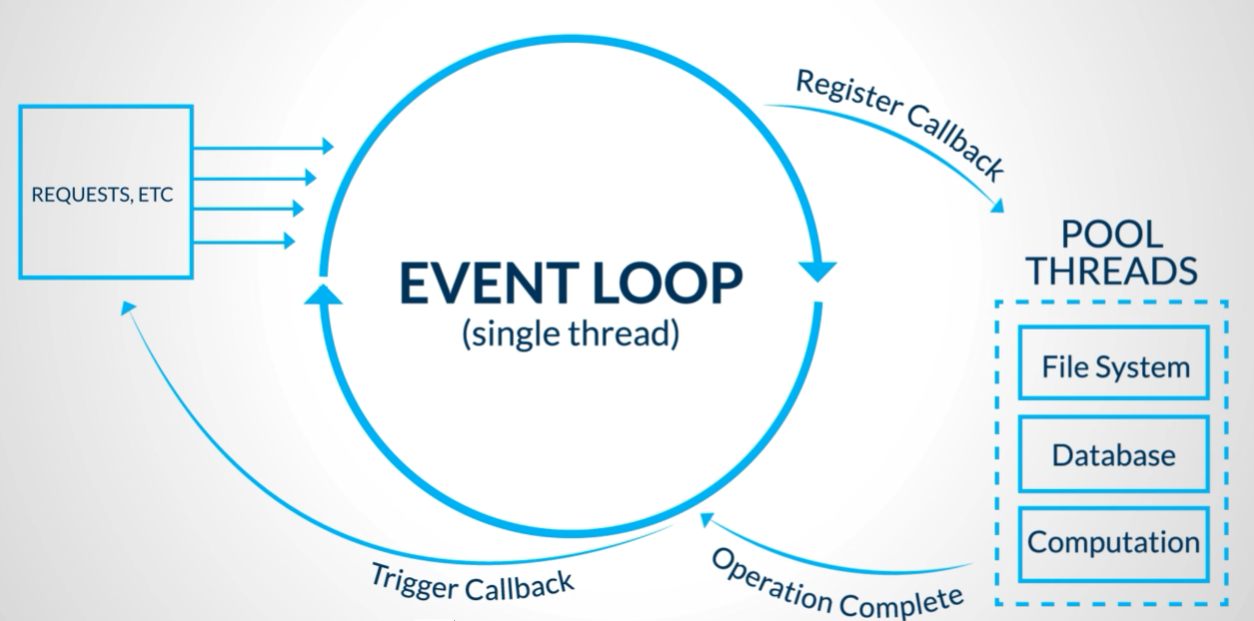 REQUESTS, ETC
EVENT LOOP
(single thread)
Register Callback
POOL
THREADS
File System
Database
Computation
Operation Complete
Trigger Callback